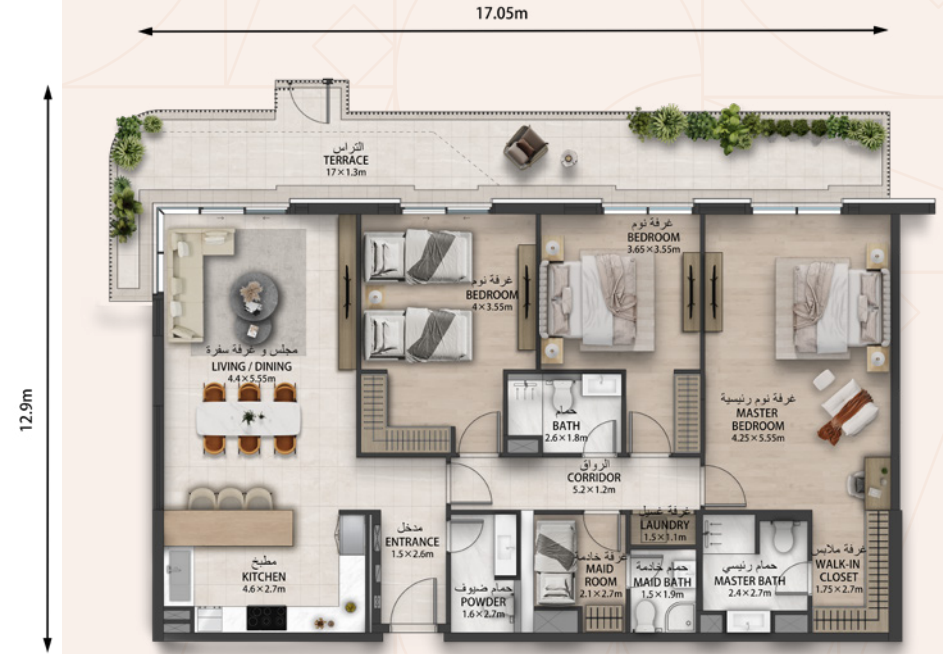 17.05m
12.9m
التراس
TERRACE
17×1.3m
غرفة نوم
BEDROOM
3.65×3.55m
غرفة نوم
BEDROOM
4×3.55m
مجلس و غرفة سفرة
LIVING / DINING
4.4×5.55m
غرفة نوم رئيسية
MASTER
BEDROOM
4.25×5.55m
حمام
BATH
2.6×1.8m
الرواق
CORRIDOR
5.2×1.2m
غرفة غسيل
LAUNDRY
1.5×1.1m
مدخل
ENTRANCE
1.5×2.6m
مطبخ
KITCHEN
4.6×2.7m
حمام ضيوف
POWDER
1.6×2.7m
غرفة خادمة
MAID
ROOM
2.1×2.7m
حمام خادمة
MAID BATH
1.5×1.9m
حمام رئيسي
MASTER BATH
2.4×2.7m
غرفة ملابس
WALK-IN
CLOSET
1.75×2.7m